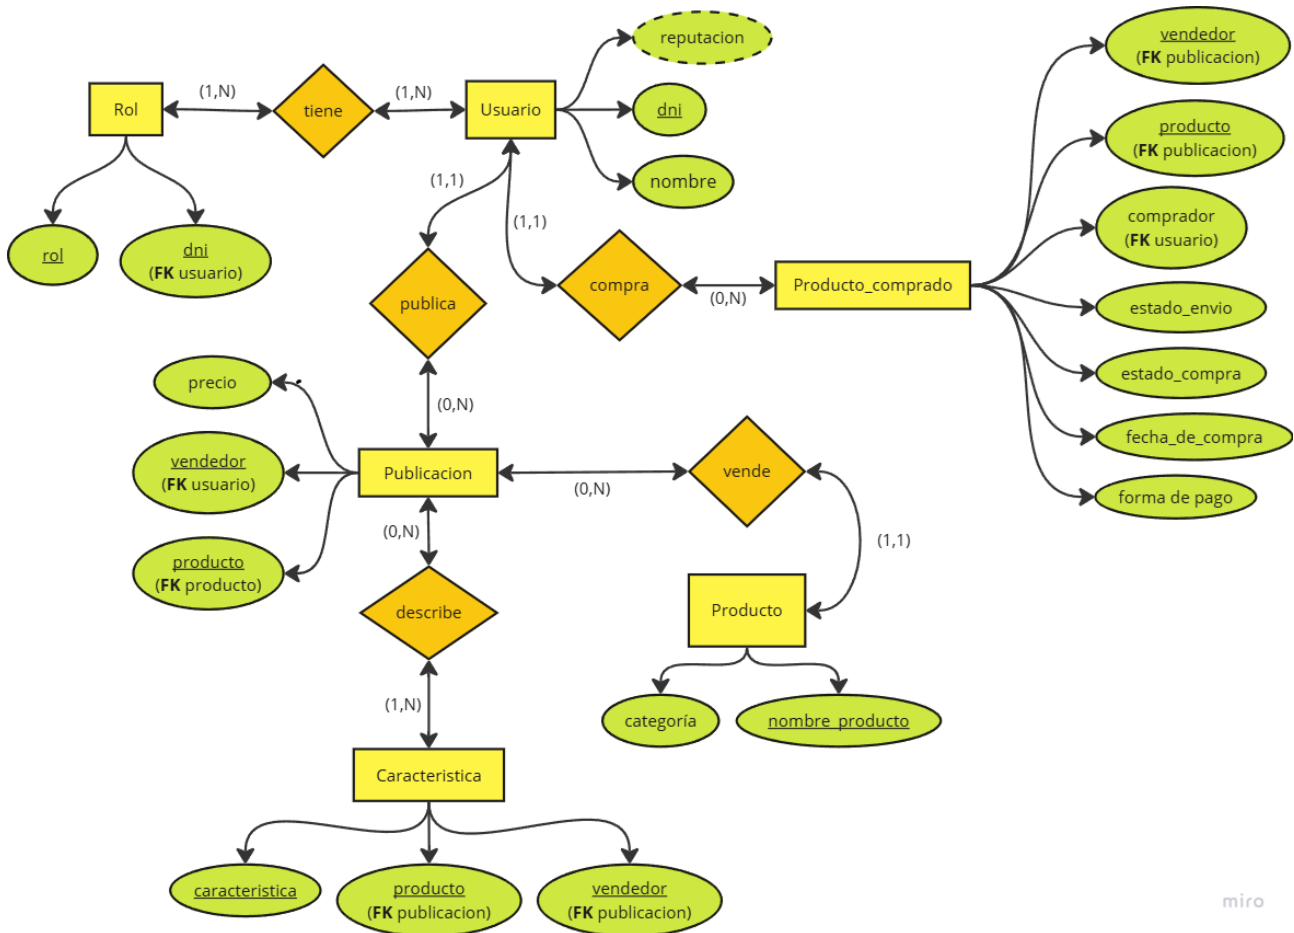 reputacion
vendedor
(FK publicacion)
Rol
(1,N)
tiene
(1,N)
Usuario
dni
producto
(FK publicacion)
nombre
(1,1)
(1,1)
comprador
(FK usuario)
rol
dni
(FK usuario)
publica
compra
(0,N)
Producto_comprado
estado_envio
precio
estado_compra
(0,N)
fecha_de_compra
vendedor
(FK usuario)
Publicacion
(0,N)
vende
forma de pago
(0,N)
(1,1)
producto
(FK producto)
describe
Producto
(1,N)
categoría
nombre_producto
Caracteristica
caracteristica
producto
(FK publicacion)
vendedor
(FK publicacion)
miro